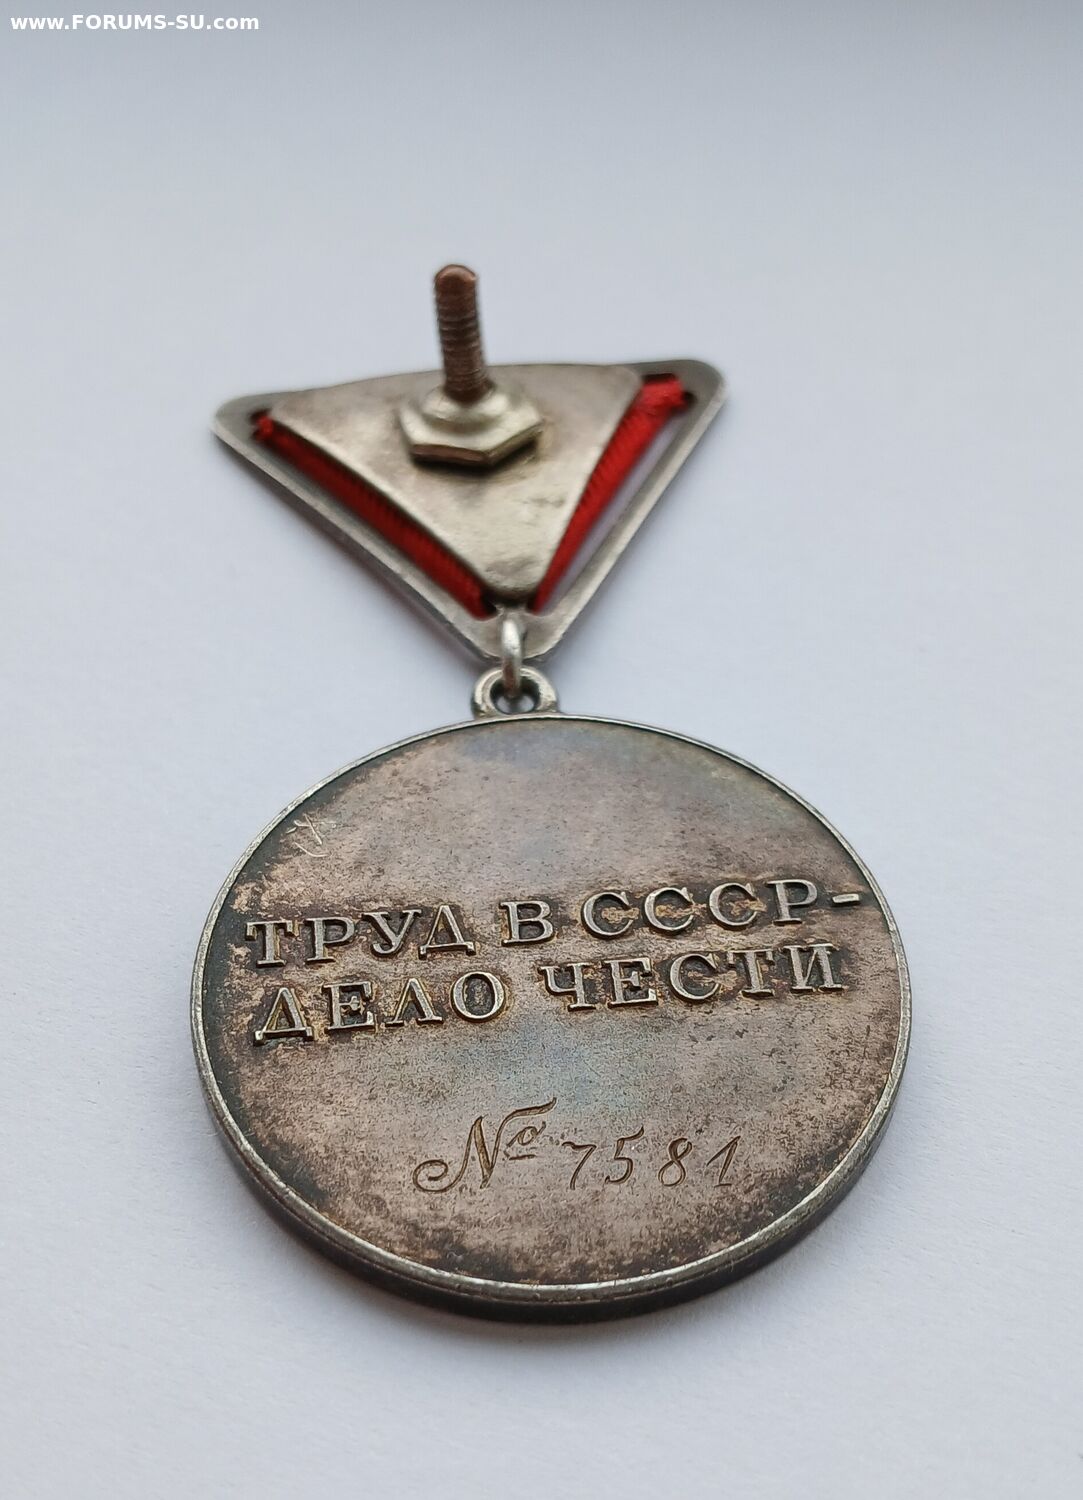 www.FORUMS-SU.com
ТРУД В СССР-
ДЕЛО ЧЕСТИ
№ 7581